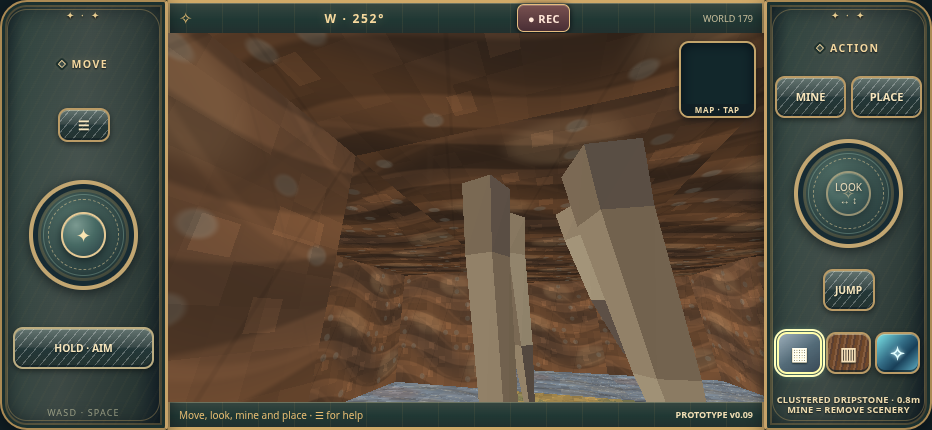 MOVE
☰
HOLD · AIM
WASD · SPACE
W · 252°
● REC
WORLD 179
MAP · TAP
Move, look, mine and place · ☰ for help
PROTOTYPE v0.09
ACTION
MINE
PLACE
LOOK
JUMP
CLUSTERED DRIPSTONE · 0.8m
MINE = REMOVE SCENERY